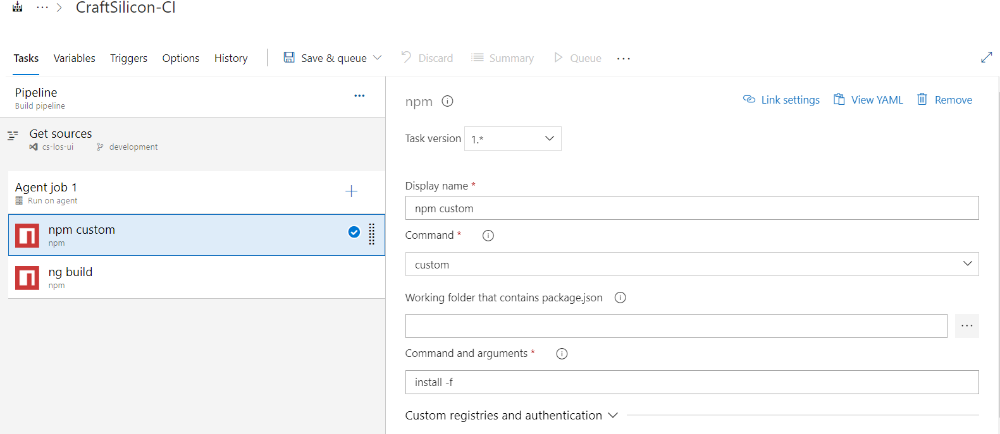 ··· > CraftSilicon-CI
Tasks Variables Triggers Options History Save & queue Discard Summary Queue ···
Pipeline
Build pipeline
···
Get sources
cs-los-ui development
Agent job 1
Run on agent
npm custom
npm
ng build
npm
npm
Link settings View YAML Remove
Task version 1.*
Display name *
npm custom
Command *
custom
Working folder that contains package.json
···
Command and arguments *
install -f
Custom registries and authentication